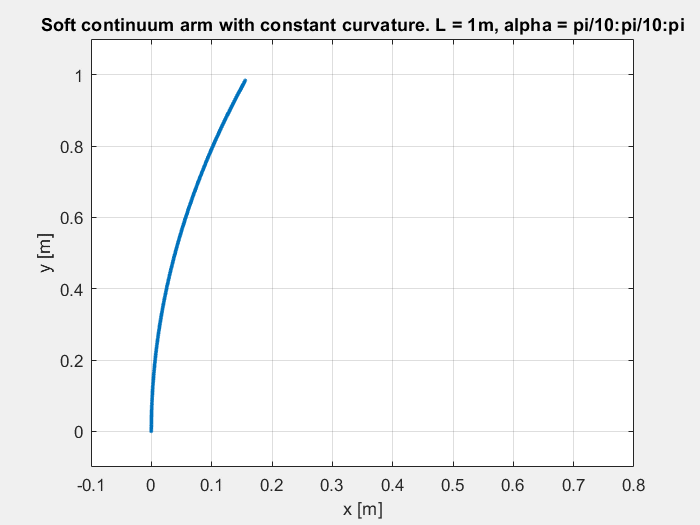 Soft continuum arm with constant curvature. L = 1m, alpha = pi/10:pi/10:pi
1
0.8
0.6
0.4
0.2
0
y [m]
-0.1 0 0.1 0.2 0.3 0.4 0.5 0.6 0.7 0.8
x [m]